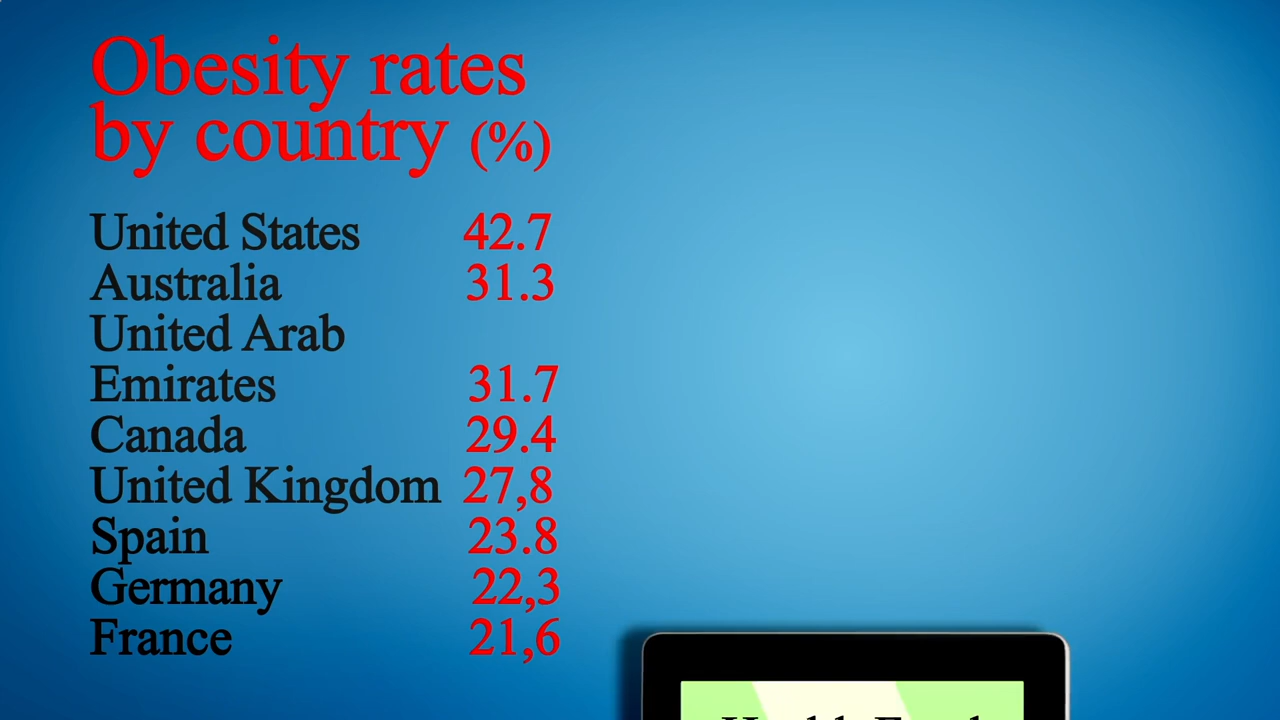 Obesity rates
by country (%)
United States 42.7
Australia 31.3
United Arab
Emirates 31.7
Canada 29.4
United Kingdom 27,8
Spain 23.8
Germany 22,3
France 21,6